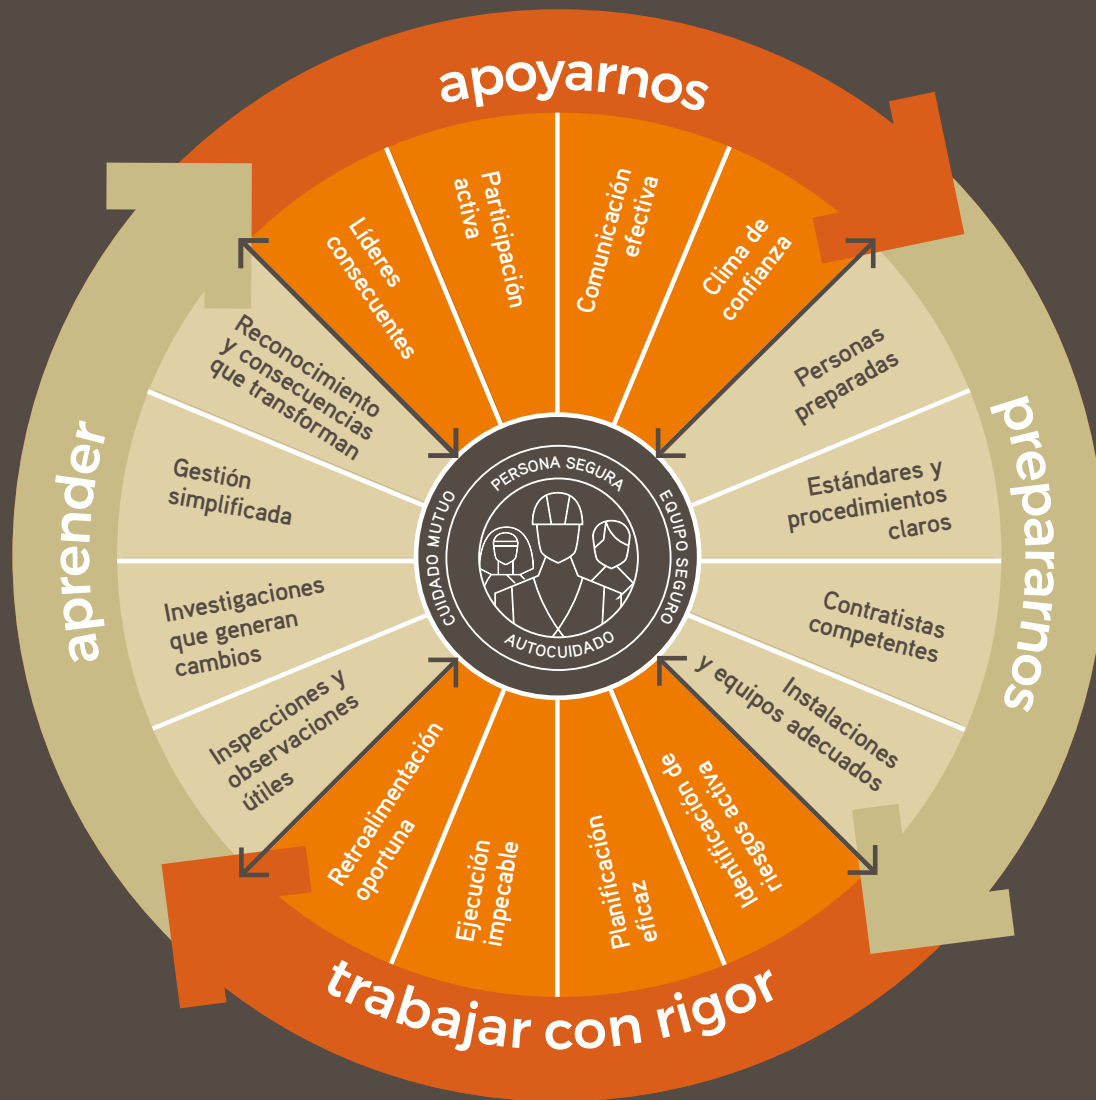 apoyarnos
Líderes
consecuentes
Participación
activa
Comunicación
efectiva
Clima de
confianza
prepararnos
Personas
preparadas
Estándares y
procedimientos
claros
Contratistas
competentes
Instalaciones
y equipos adecuados
trabajar con rigor
Identificación de
riesgos activa
Planificación
eficaz
Ejecución
impecable
Retroalimentación
oportuna
aprender
Inspecciones y
observaciones
útiles
Investigaciones
que generan
cambios
Gestión
simplificada
Reconocimiento
y consecuencias
que transforman
PERSONA SEGURA
EQUIPO SEGURO
AUTOCUIDADO
CUIDADO MUTUO